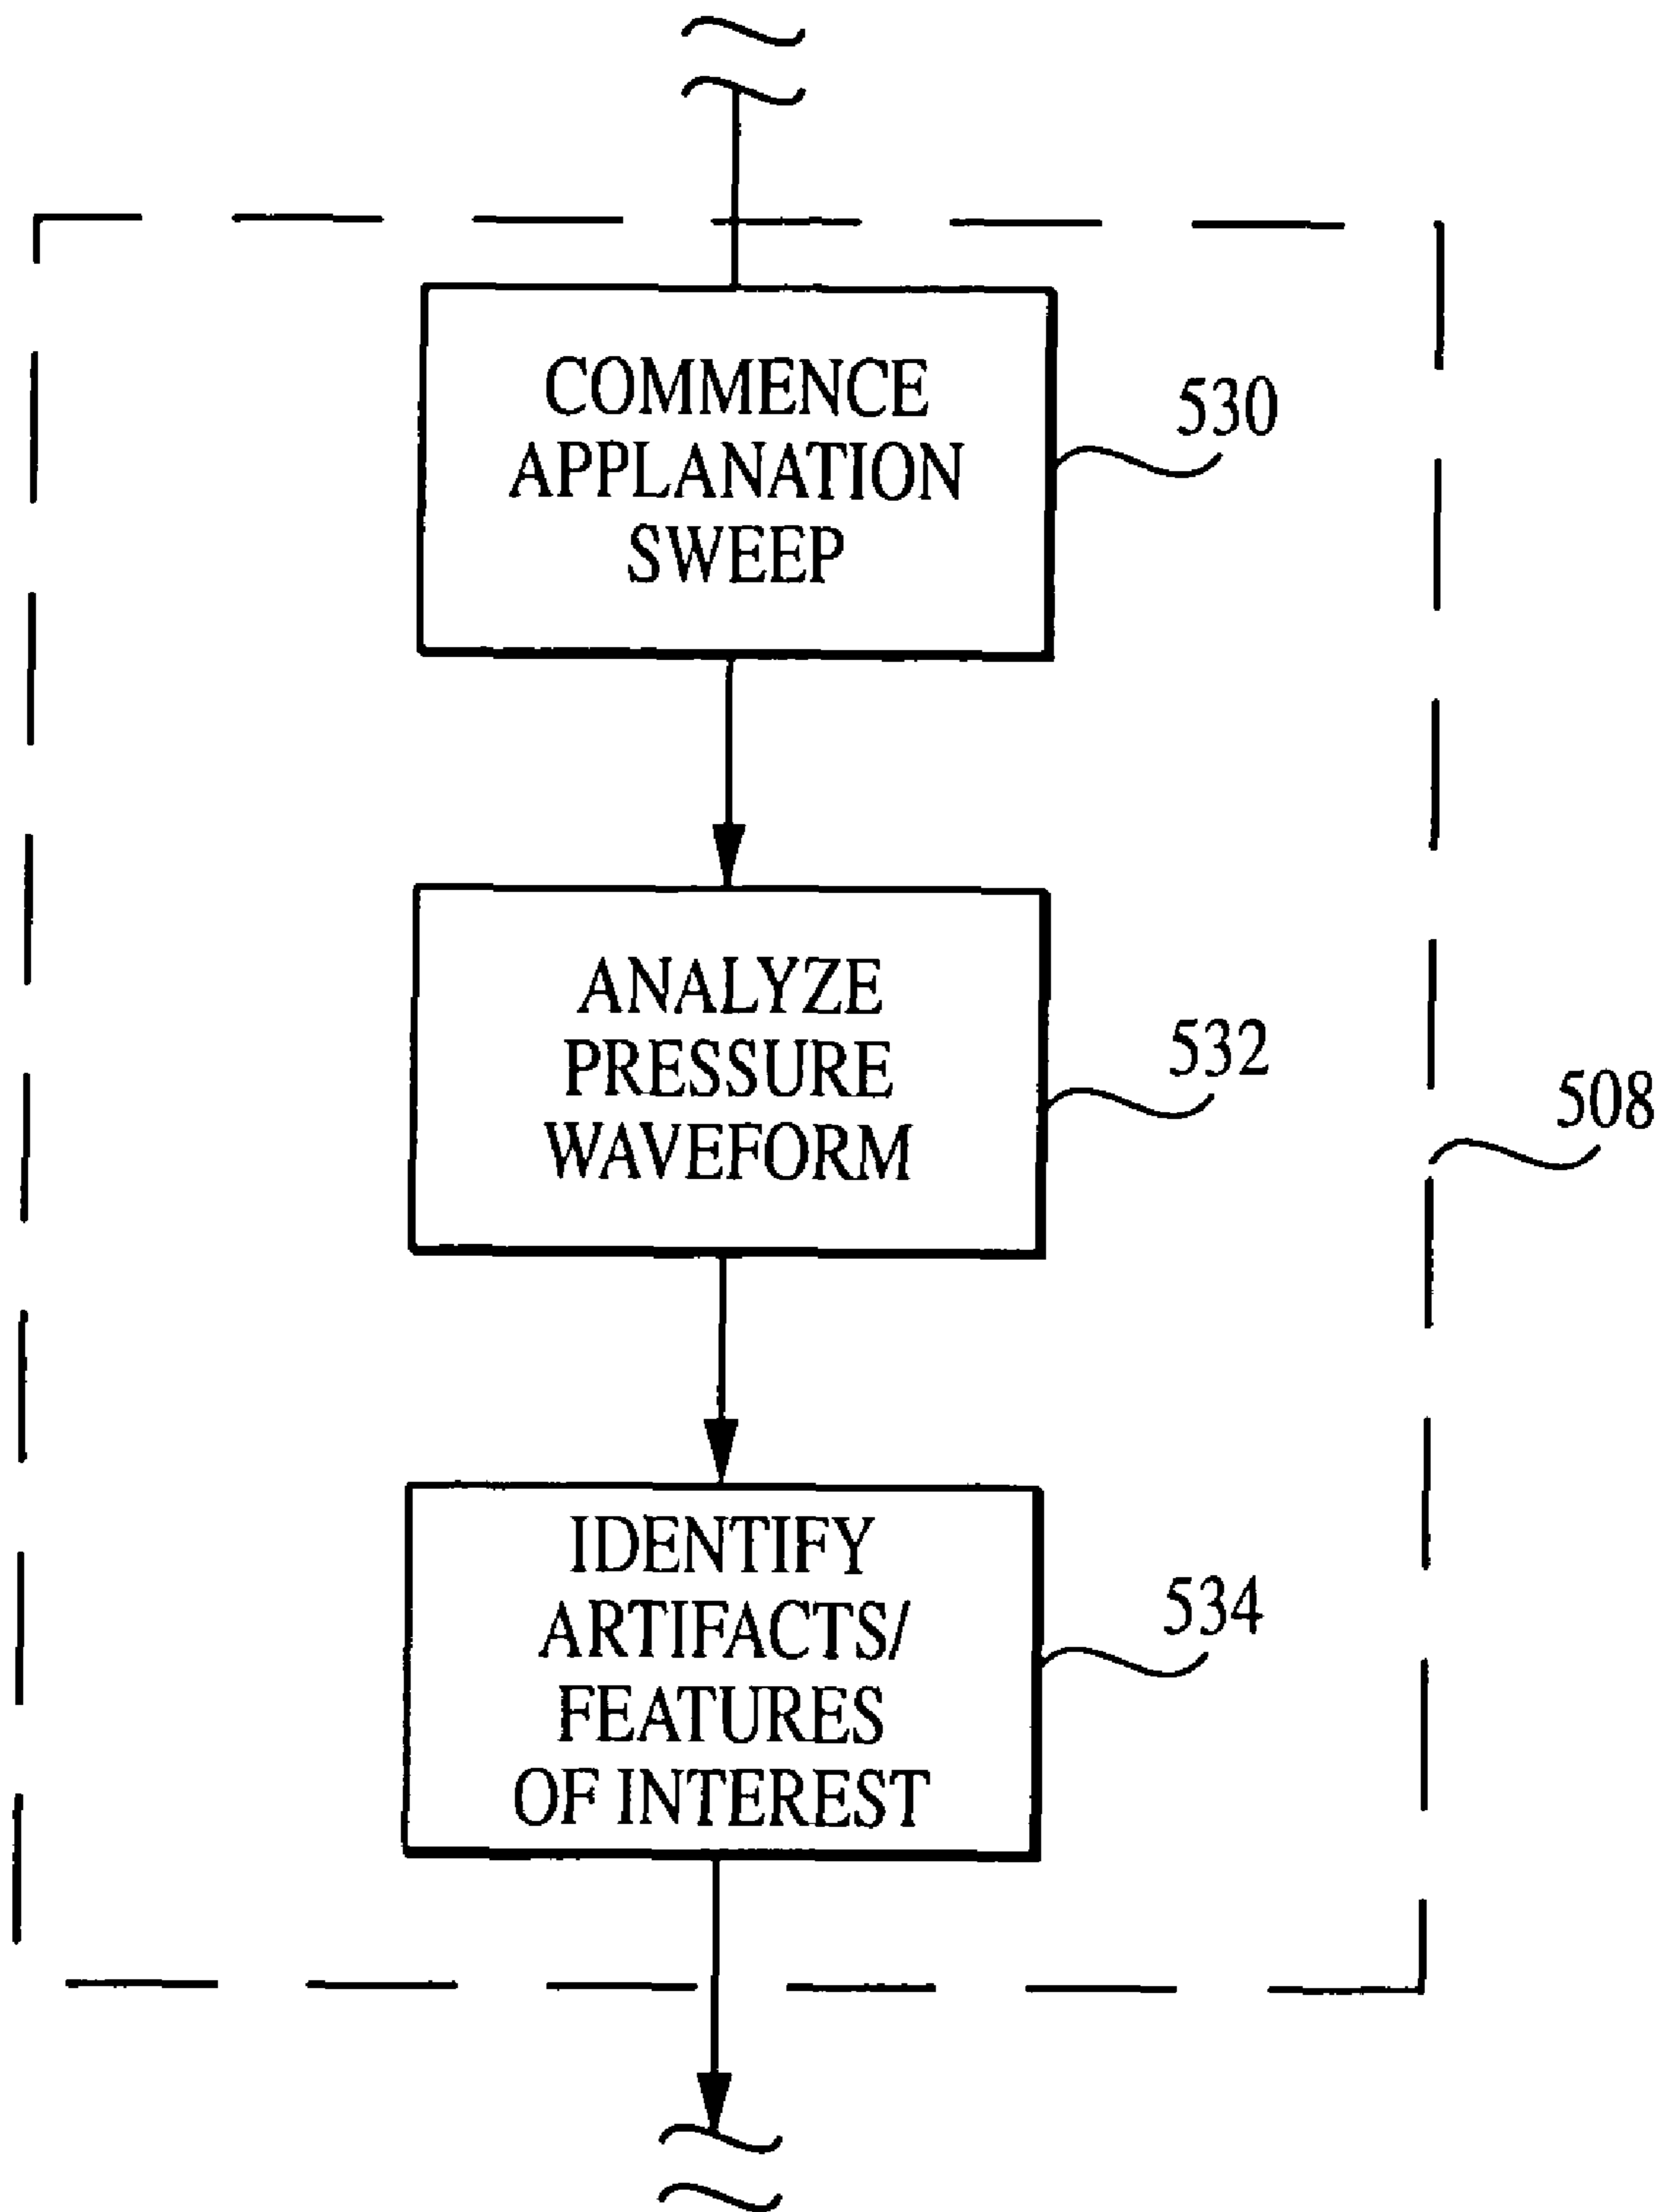 COMMENCE
APPLANATION
SWEEP
530
ANALYZE
PRESSURE
WAVEFORM
532
508
IDENTIFY
ARTIFACTS/
FEATURES
OF INTEREST
534